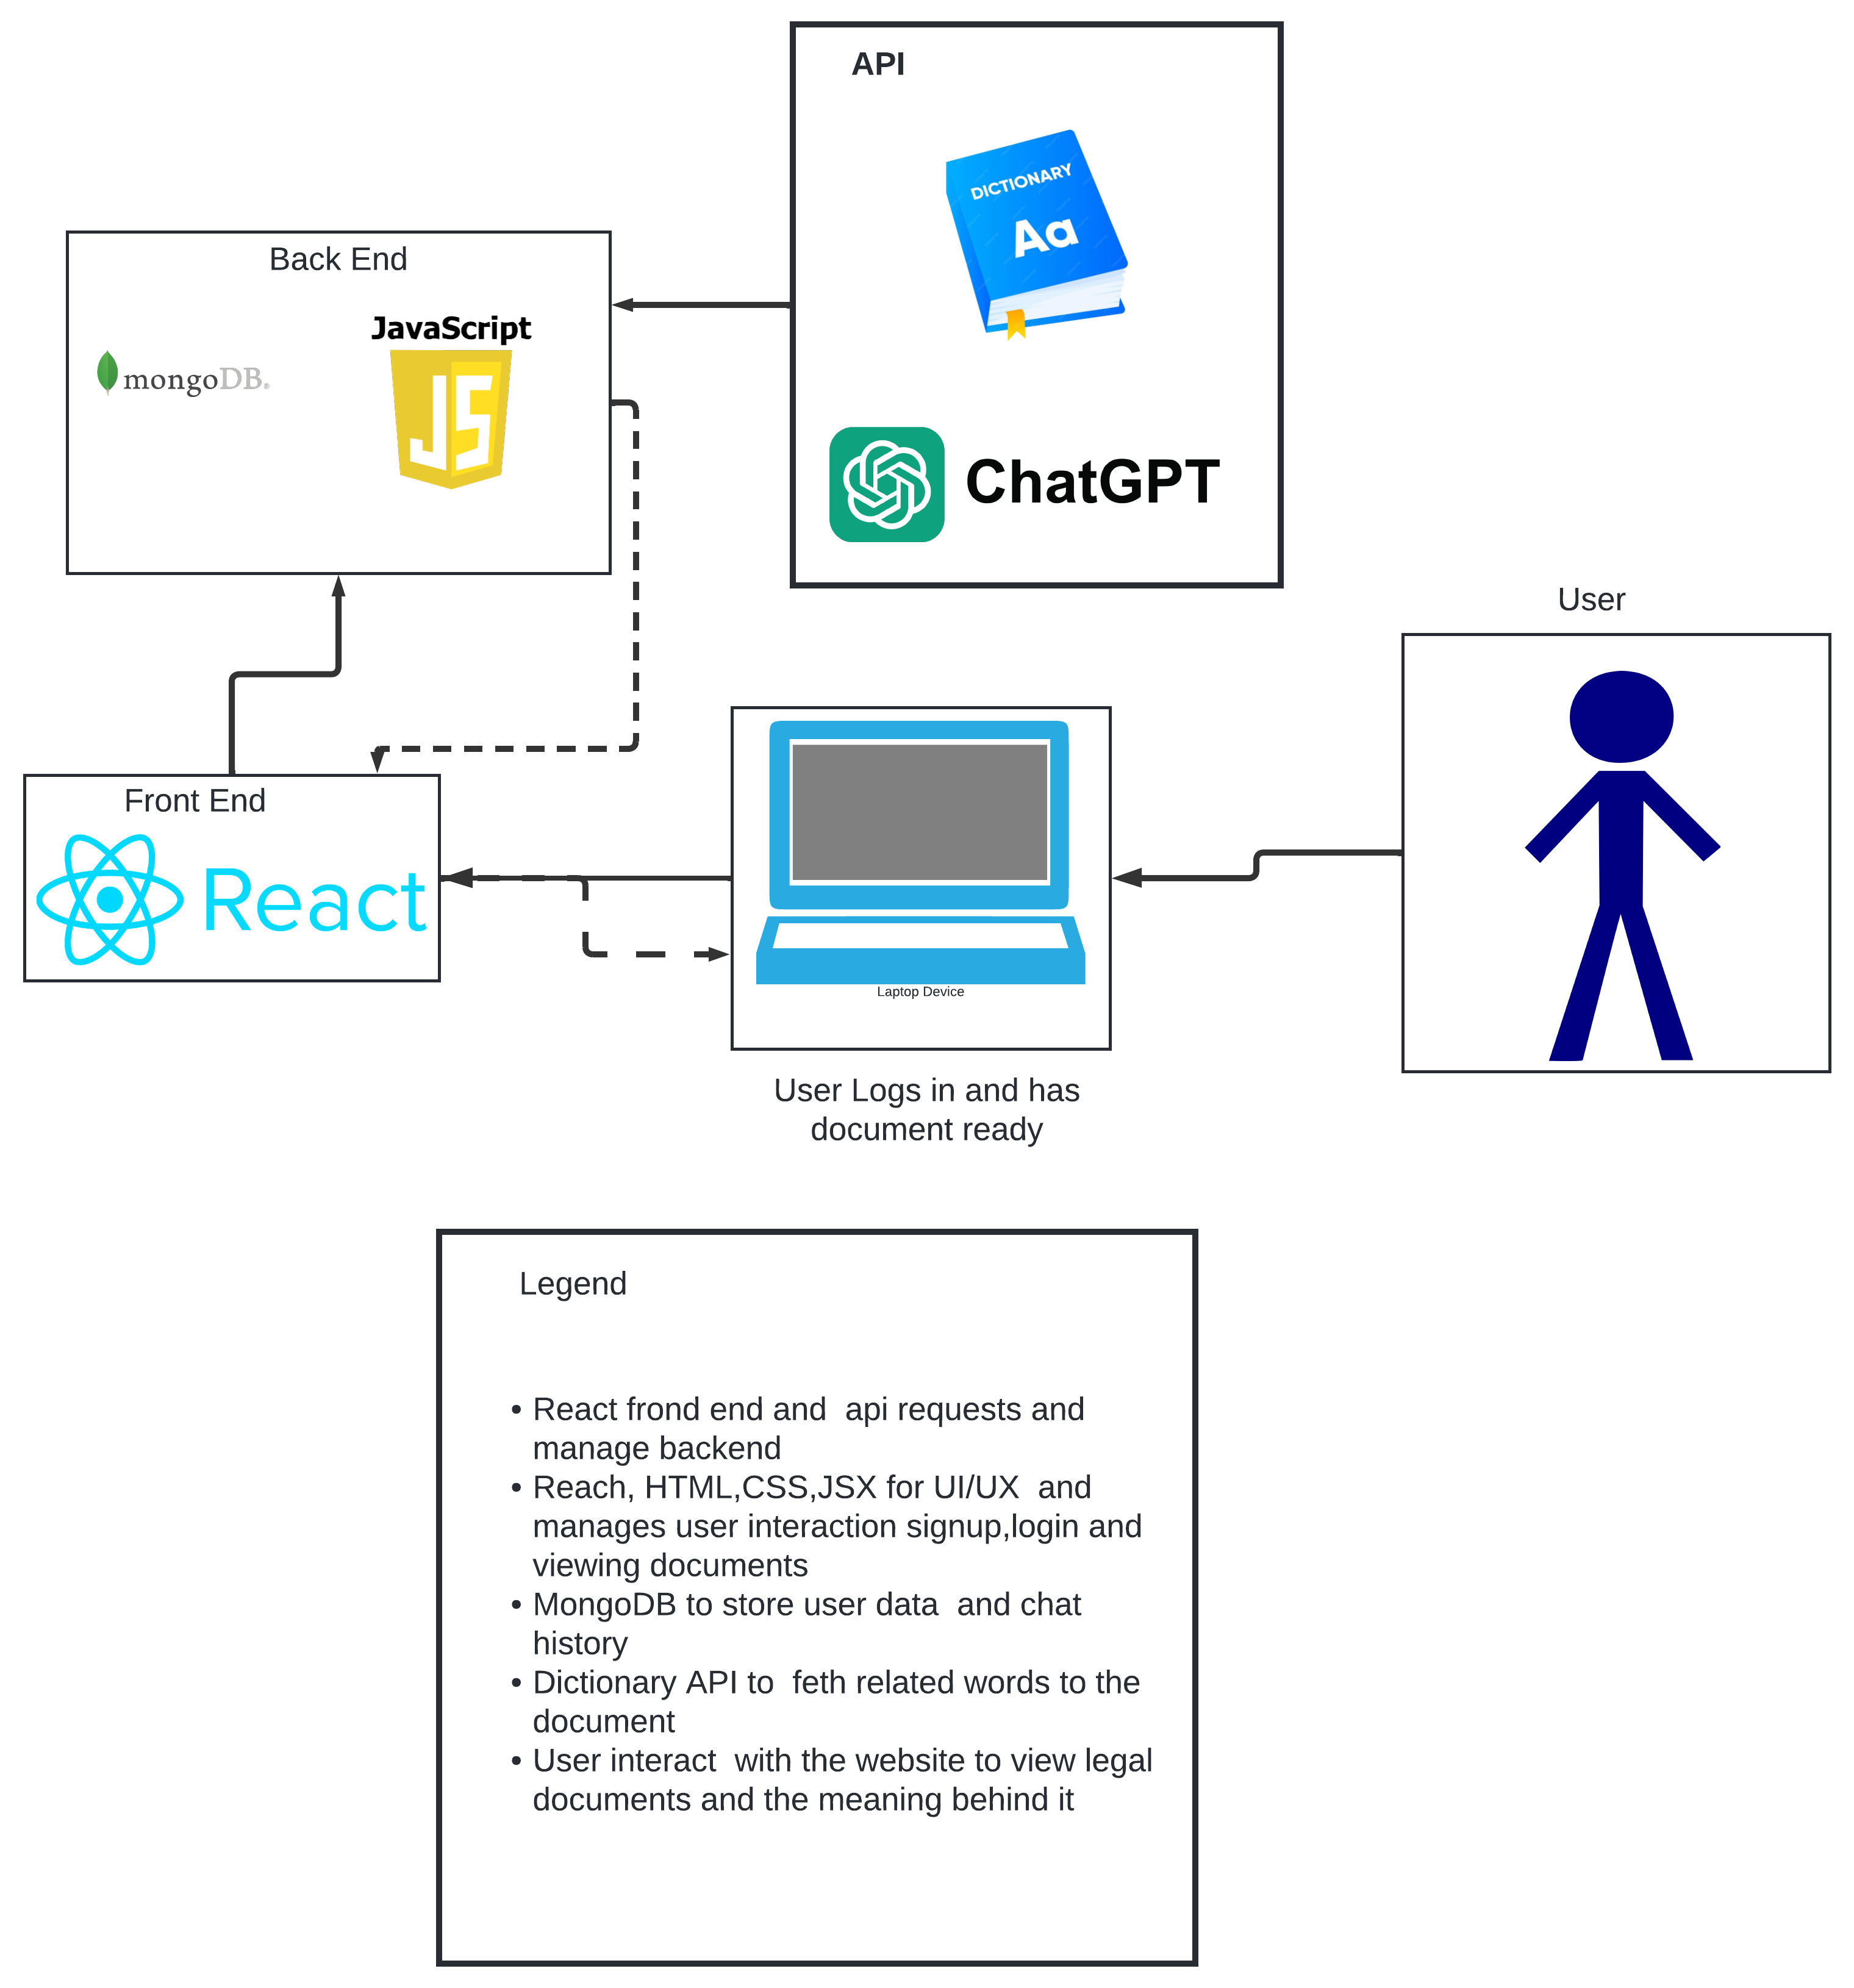 API
DICTIONARY
Aa
Back End
JavaScript
JS
mongoDB®
ChatGPT
User
Front End
React
Laptop Device
User Logs in and has
document ready
Legend
• React frond end and  api requests and
manage backend
• Reach, HTML,CSS,JSX for UI/UX  and
manages user interaction signup,login and
viewing documents
• MongoDB to store user data  and chat
history
• Dictionary API to  feth related words to the
document
• User interact  with the website to view legal
documents and the meaning behind it